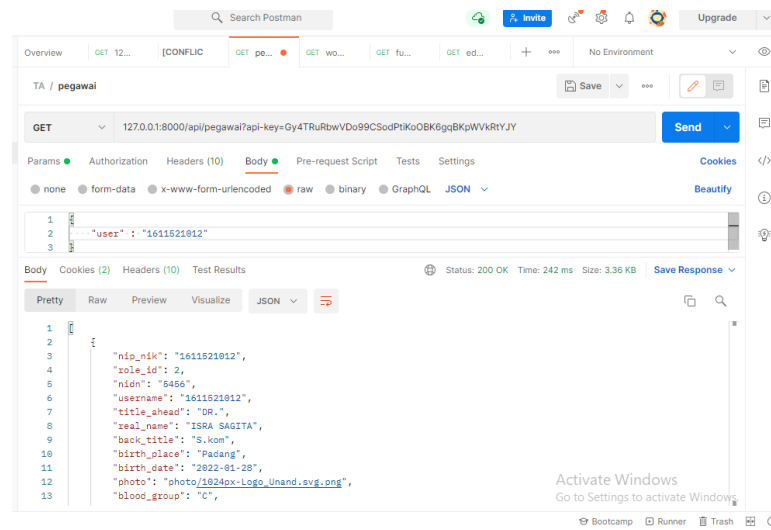 Search Postman
Invite
Upgrade
Overview
GET 12...
[CONFLIC
GET pe...
GET wo...
GET fu...
GET ed...
No Environment
TA / pegawai
Save
GET
127.0.0.1:8000/api/pegawai?api-key=Gy4TRuRbwVDo99CSodPtiKoOBK6gqBKpWVkRtYJY
Send
Params
Authorization
Headers (10)
Body
Pre-request Script
Tests
Settings
Cookies
none
form-data
x-www-form-urlencoded
raw
binary
GraphQL
JSON
Beautify
1 {
2 "user" : "1611521012"
3 }
Body
Cookies (2)
Headers (10)
Test Results
Status: 200 OK Time: 242 ms Size: 3.36 KB
Save Response
Pretty
Raw
Preview
Visualize
JSON
1 [
2 {
3 "nip_nik": "1611521012",
4 "role_id": 2,
5 "nidn": "5456",
6 "username": "1611521012",
7 "title_ahead": "DR.",
8 "real_name": "ISRA SAGITA",
9 "back_title": "S.kom",
10 "birth_place": "Padang",
11 "birth_date": "2022-01-28",
12 "photo": "photo/1024px-Logo_Unand.svg.png",
13 "blood_group": "C",
Activate Windows
Go to Settings to activate Windows.
Bootcamp
Runner
Trash